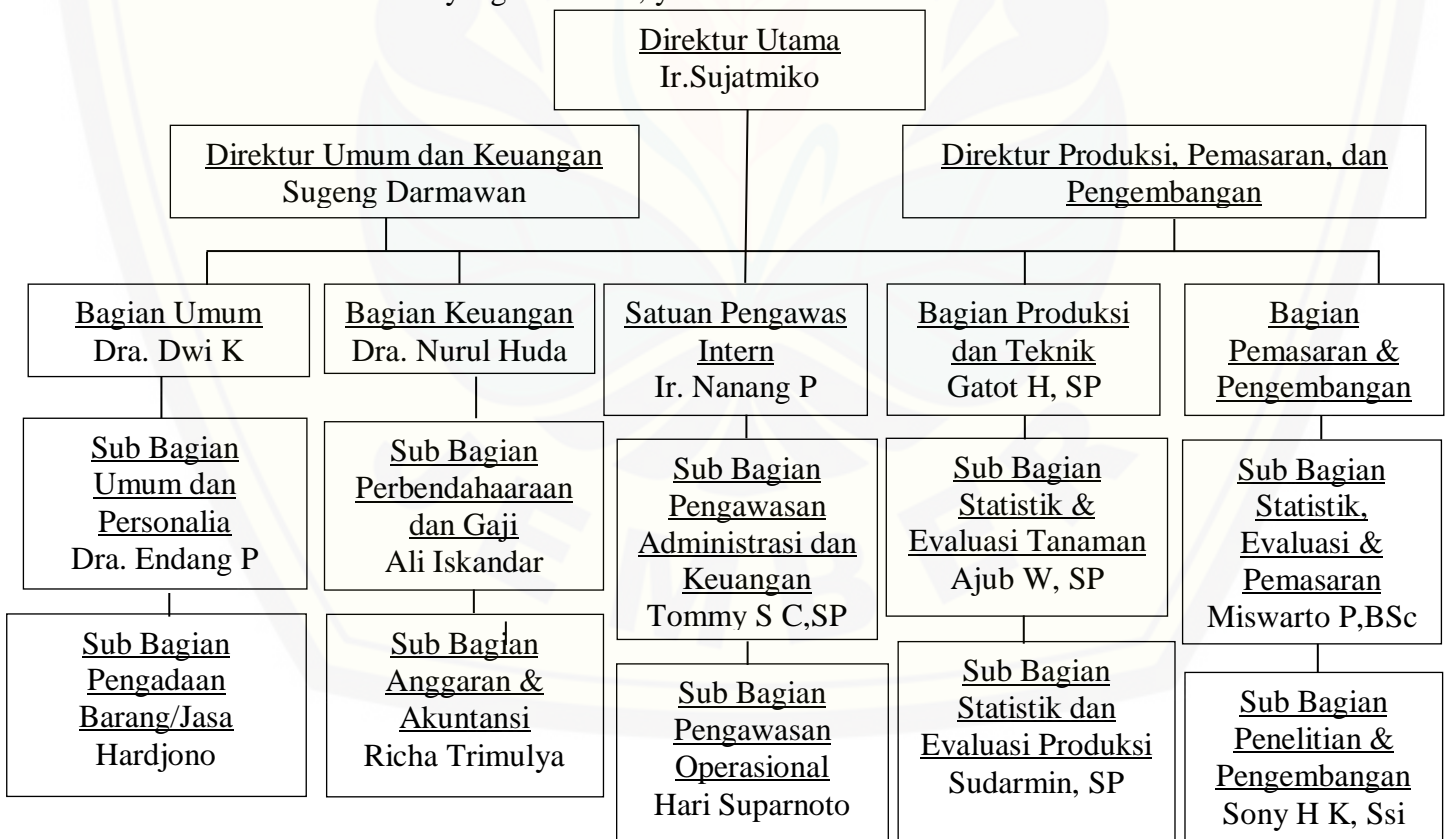 Direktur Utama
Ir.Sujatmiko
Direktur Umum dan Keuangan
Sugeng Darmawan
Direktur Produksi, Pemasaran, dan
Pengembangan
Bagian Umum
Dra. Dwi K
Bagian Keuangan
Dra. Nurul Huda
Satuan Pengawas
Intern
Ir. Nanang P
Bagian Produksi
dan Teknik
Gatot H, SP
Bagian
Pemasaran &
Pengembangan
Sub Bagian
Umum dan
Personalia
Dra. Endang P
Sub Bagian
Perbendahaaraan
dan Gaji
Ali Iskandar
Sub Bagian
Pengawasan
Administrasi dan
Keuangan
Tommy S C,SP
Sub Bagian
Statistik &
Evaluasi Tanaman
Ajub W, SP
Sub Bagian
Statistik,
Evaluasi &
Pemasaran
Miswarto P,BSc
Sub Bagian
Pengadaan
Barang/Jasa
Hardjono
Sub Bagian
Anggaran &
Akuntansi
Richa Trimulya
Sub Bagian
Pengawasan
Operasional
Hari Suparnoto
Sub Bagian
Statistik dan
Evaluasi Produksi
Sudarmin, SP
Sub Bagian
Penelitian &
Pengembangan
Sony H K, Ssi